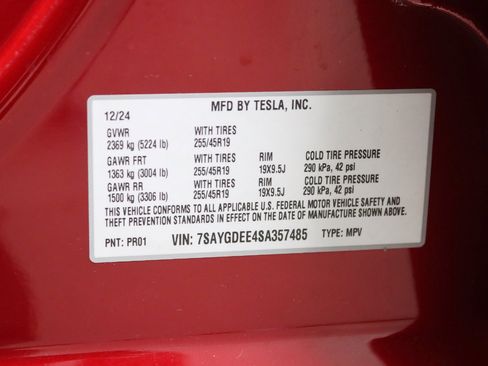 MFD BY TESLA, INC.
12/24
GVWR WITH TIRES
2369 kg (5224 lb) 255/45R19
GAWR FRT WITH TIRES RIM COLD TIRE PRESSURE
1363 kg (3004 lb) 255/45R19 19X9.5J 290 kPa, 42 psi
GAWR RR WITH TIRES RIM COLD TIRE PRESSURE
1500 kg (3306 lb) 255/45R19 19X9.5J 290 kPa, 42 psi
THIS VEHICLE CONFORMS TO ALL APPLICABLE U.S. FEDERAL MOTOR VEHICLE SAFETY AND
THEFT PREVENTION STANDARDS IN EFFECT ON THE DATE OF MANUFACTURE SHOWN ABOVE.
PNT: PR01 VIN: 7SAYGDEE4SA357485 TYPE: MPV